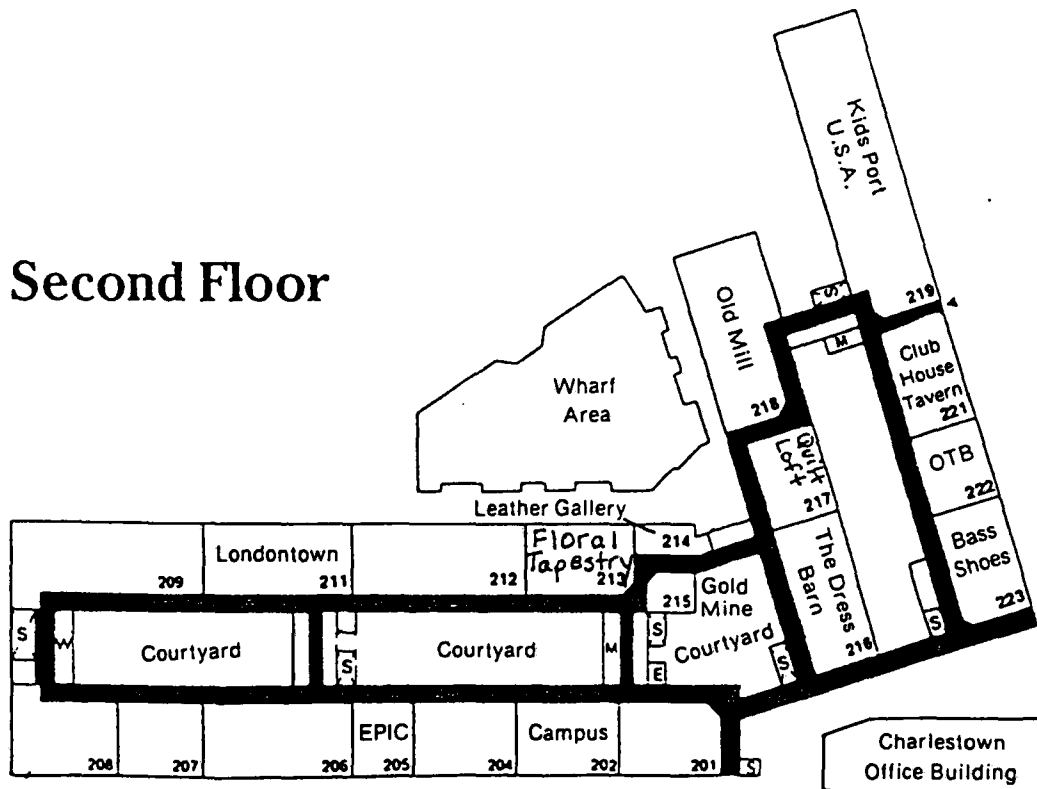 Second Floor
Kids Port
U.S.A.
219
S
Old Mill
218
M
Club
House
Tavern
221
Wharf
Area
Quilt
Loft
217
OTB
222
Leather Gallery
214
Bass
Shoes
223
The Dress
Barn
216
S
Londontown
209
211
212
Floral
Tapestry
213
215
Gold
Mine
Courtyard
S
E
S
S
W
Courtyard
S
Courtyard
M
EPIC
Campus
208
207
206
205
204
202
201
S
Charlestown
Office Building